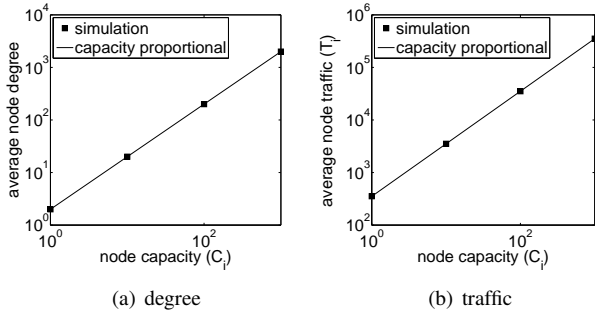 simulation
capacity proportional
average node degree
10^4
10^3
10^2
10^1
10^0
10^0
10^2
node capacity (C_i)
(a) degree
simulation
capacity proportional
average node traffic (T_i)
10^6
10^5
10^4
10^3
10^2
10^0
10^2
node capacity (C_i)
(b) traffic